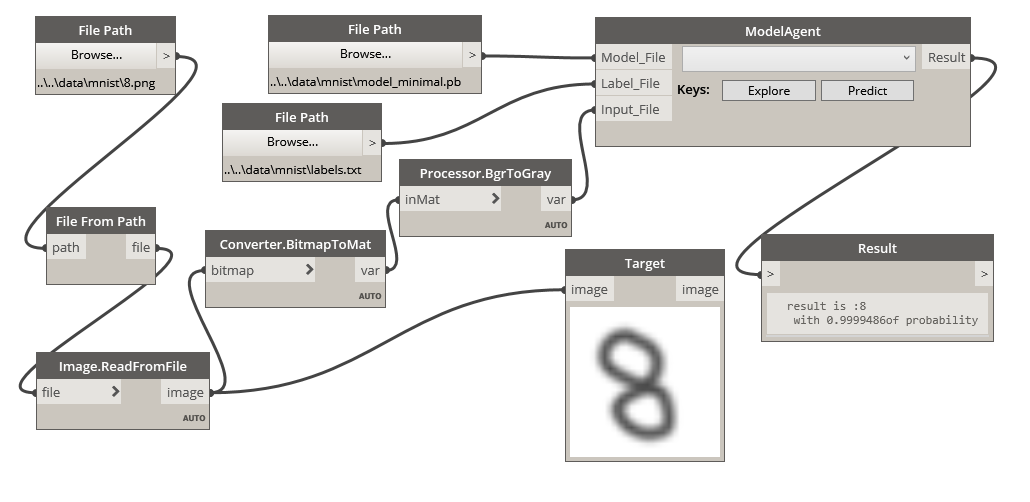 File Path
Browse... >
..\..\data\mnist\8.png
File Path
Browse... >
..\..\data\mnist\model_minimal.pb
File Path
Browse... >
..\..\data\mnist\labels.txt
ModelAgent
Model_File
Result
Label_File
Keys:
Explore
Predict
Input_File
Processor.BgrToGray
inMat >
var
AUTO
File From Path
path
file
Converter.BitmapToMat
bitmap >
var
AUTO
Image.ReadFromFile
file >
image
AUTO
Target
image
image
8
Result
>
>
result is :8
with 0.9999486of probability